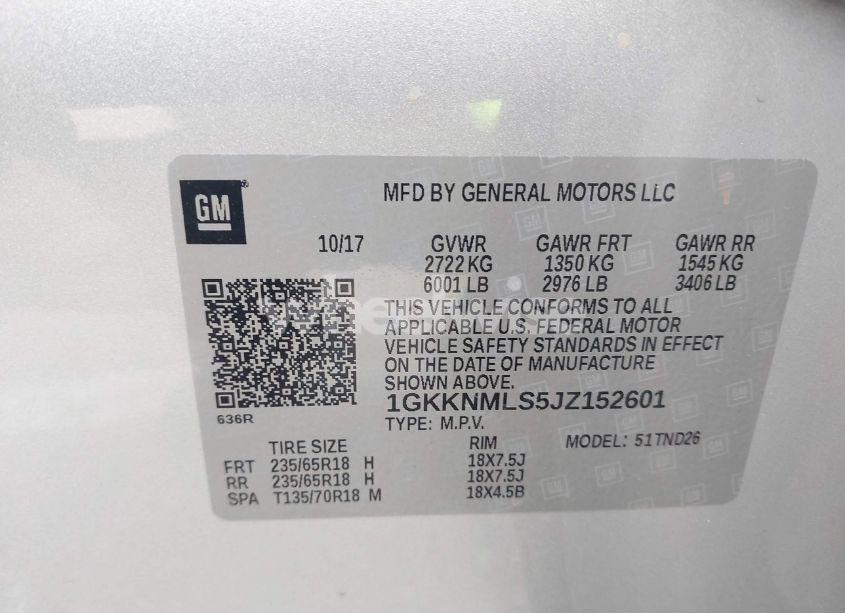 GM
MFD BY GENERAL MOTORS LLC
10/17 GVWR GAWR FRT GAWR RR
2722 KG 1350 KG 1545 KG
6001 LB 2976 LB 3406 LB
THIS VEHICLE CONFORMS TO ALL
APPLICABLE U.S. FEDERAL MOTOR
VEHICLE SAFETY STANDARDS IN EFFECT
ON THE DATE OF MANUFACTURE
SHOWN ABOVE.
1GKKNMLS5JZ152601
636R
TYPE: M.P.V. MODEL: 51TND26
TIRE SIZE RIM
FRT 235/65R18 H 18X7.5J
RR 235/65R18 H 18X7.5J
SPA T135/70R18 M 18X4.5B